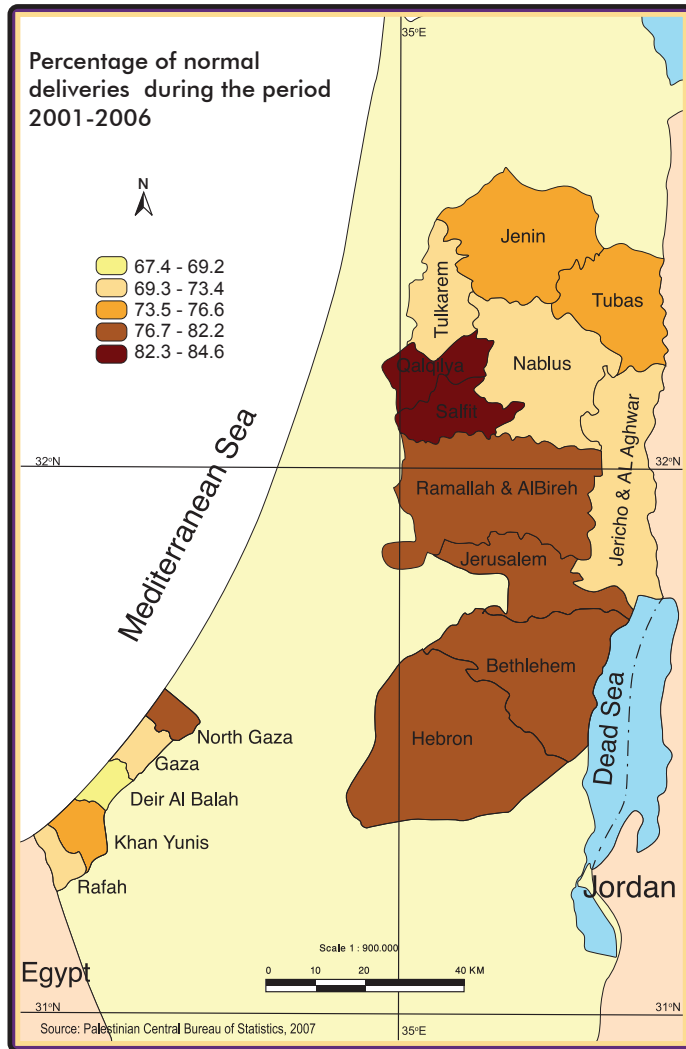 35°E
Percentage of normal
deliveries during the period
2001-2006
N
67.4 - 69.2
69.3 - 73.4
73.5 - 76.6
76.7 - 82.2
82.3 - 84.6
Jenin
Tulkarem
Tubas
Qalqilya
Nablus
Salfit
Mediterranean Sea
32°N
32°N
Ramallah & AlBireh
Jericho & AL Aghwar
Jerusalem
Bethlehem
Dead Sea
Hebron
North Gaza
Gaza
Deir Al Balah
Khan Yunis
Rafah
Jordan
Egypt
Scale 1 : 900.000
0 10 20 40 KM
31°N
31°N
Source: Palestinian Central Bureau of Statistics, 2007
35°E